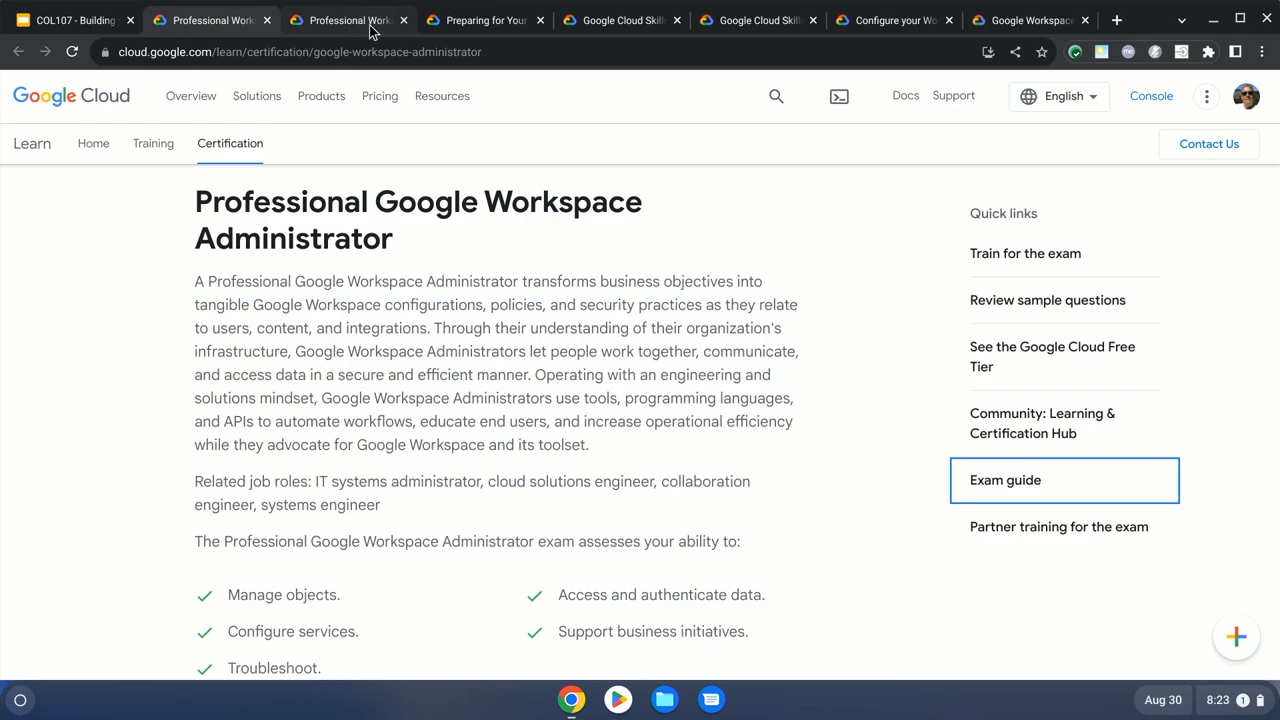 COL107 - Building
Professional Work
Professional Work
Preparing for Your
Google Cloud Skill
Google Cloud Skill
Configure your Wo
Google Workspace
cloud.google.com/learn/certification/google-workspace-administrator
Google Cloud
Overview
Solutions
Products
Pricing
Resources
Docs
Support
English
Console
Learn
Home
Training
Certification
Contact Us
Professional Google Workspace
Administrator
A Professional Google Workspace Administrator transforms business objectives into
tangible Google Workspace configurations, policies, and security practices as they relate
to users, content, and integrations. Through their understanding of their organization's
infrastructure, Google Workspace Administrators let people work together, communicate,
and access data in a secure and efficient manner. Operating with an engineering and
solutions mindset, Google Workspace Administrators use tools, programming languages,
and APIs to automate workflows, educate end users, and increase operational efficiency
while they advocate for Google Workspace and its toolset.
Related job roles: IT systems administrator, cloud solutions engineer, collaboration
engineer, systems engineer
The Professional Google Workspace Administrator exam assesses your ability to:
Manage objects.
Access and authenticate data.
Configure services.
Support business initiatives.
Troubleshoot.
Quick links
Train for the exam
Review sample questions
See the Google Cloud Free
Tier
Community: Learning &
Certification Hub
Exam guide
Partner training for the exam
Aug 30
8:23
1